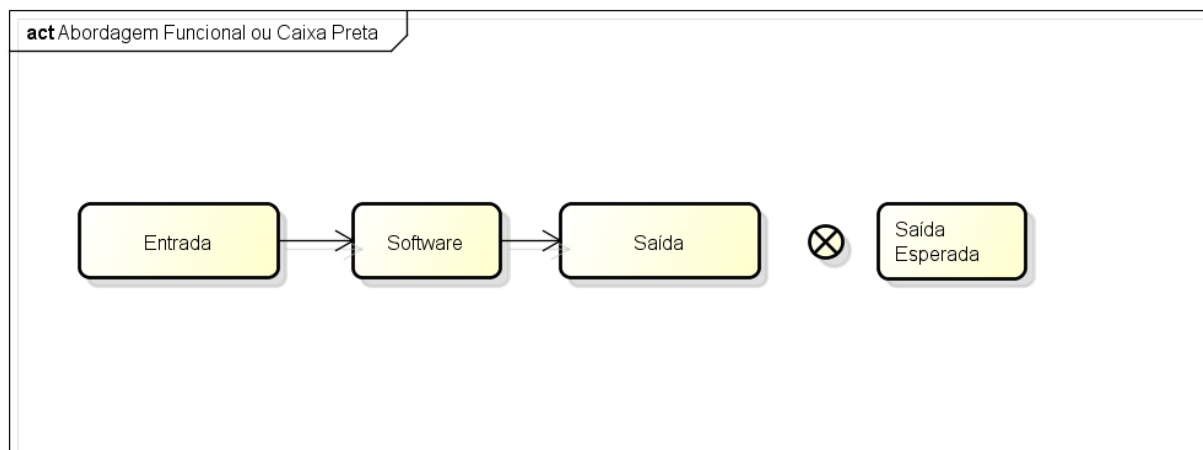 act Abordagem Funcional ou Caixa Preta
Entrada
Software
Saída
Saída
Esperada